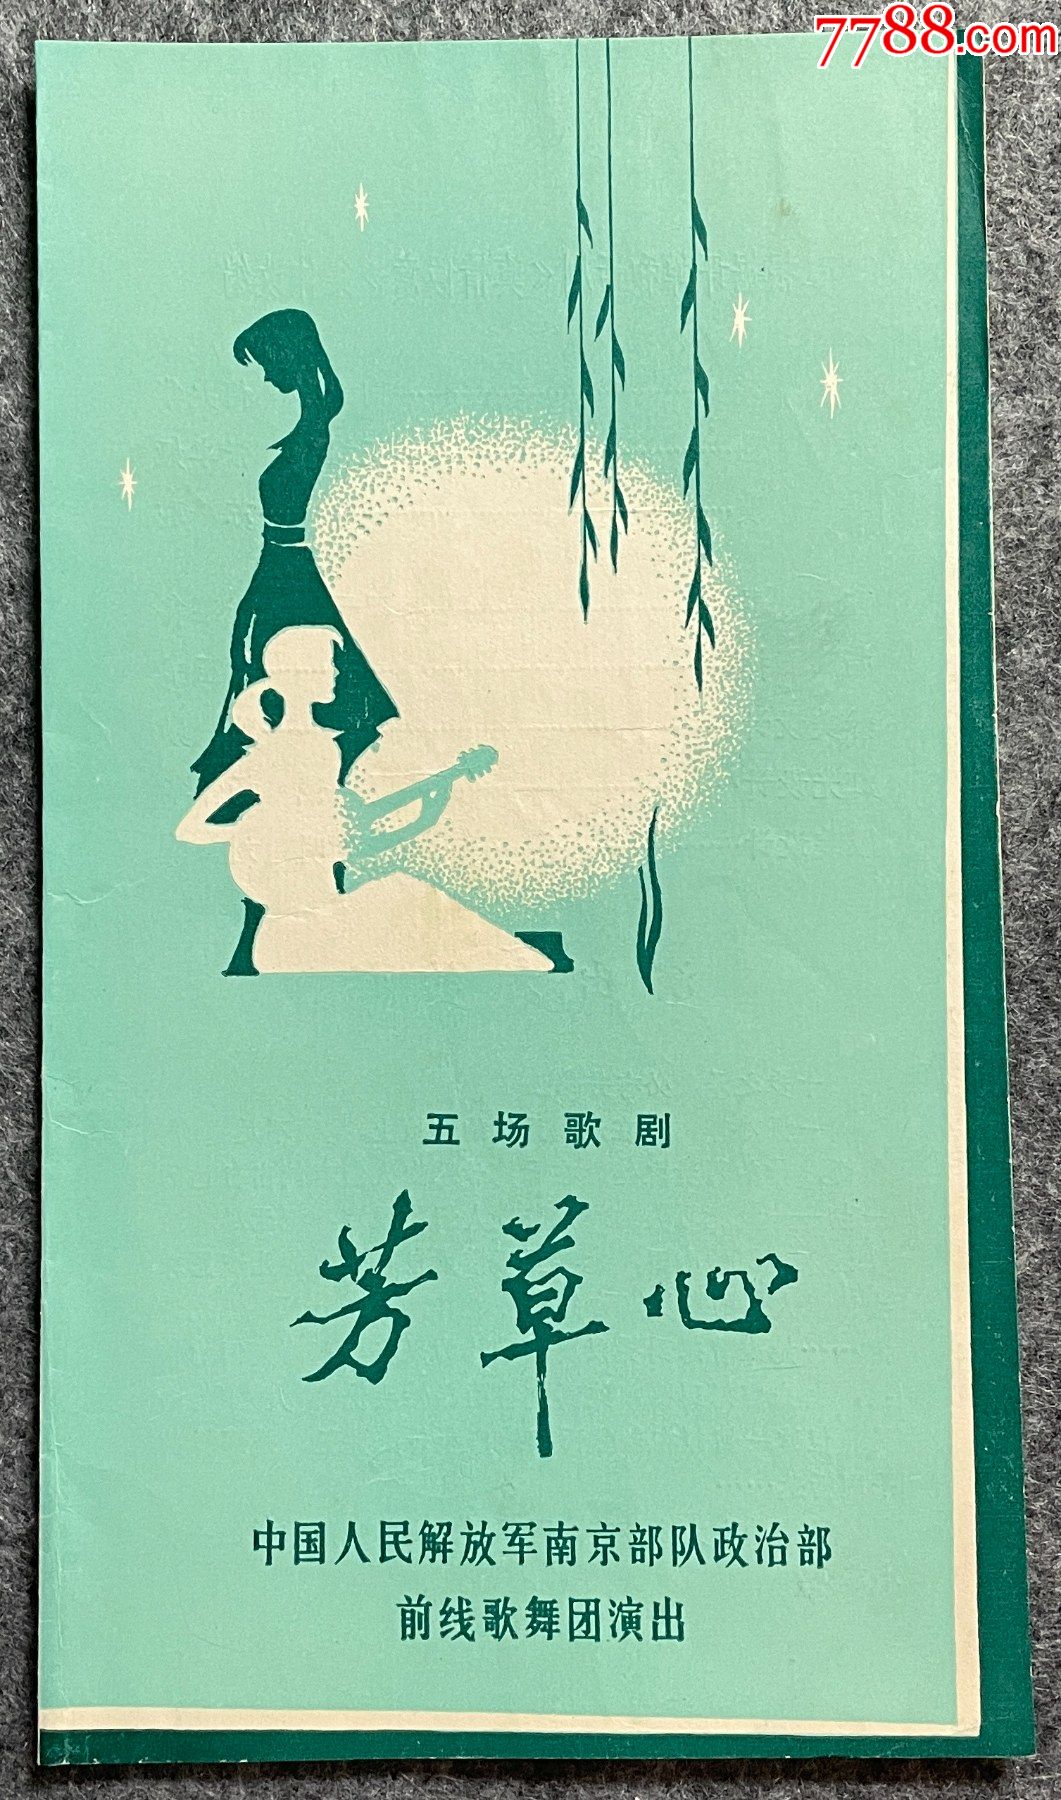 7788.com
五场歌剧
芳草心
中国人民解放军南京部队政治部
前线歌舞团演出